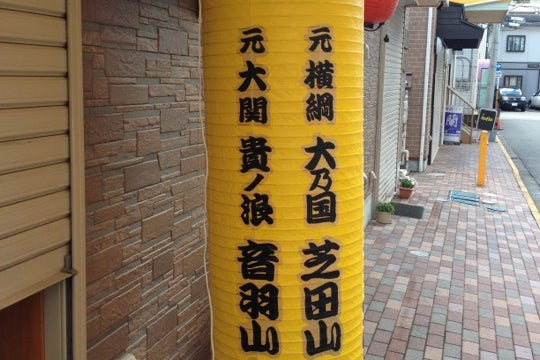 元 横綱 大乃国 芝田山
元 大関 貴ノ浪 音羽山